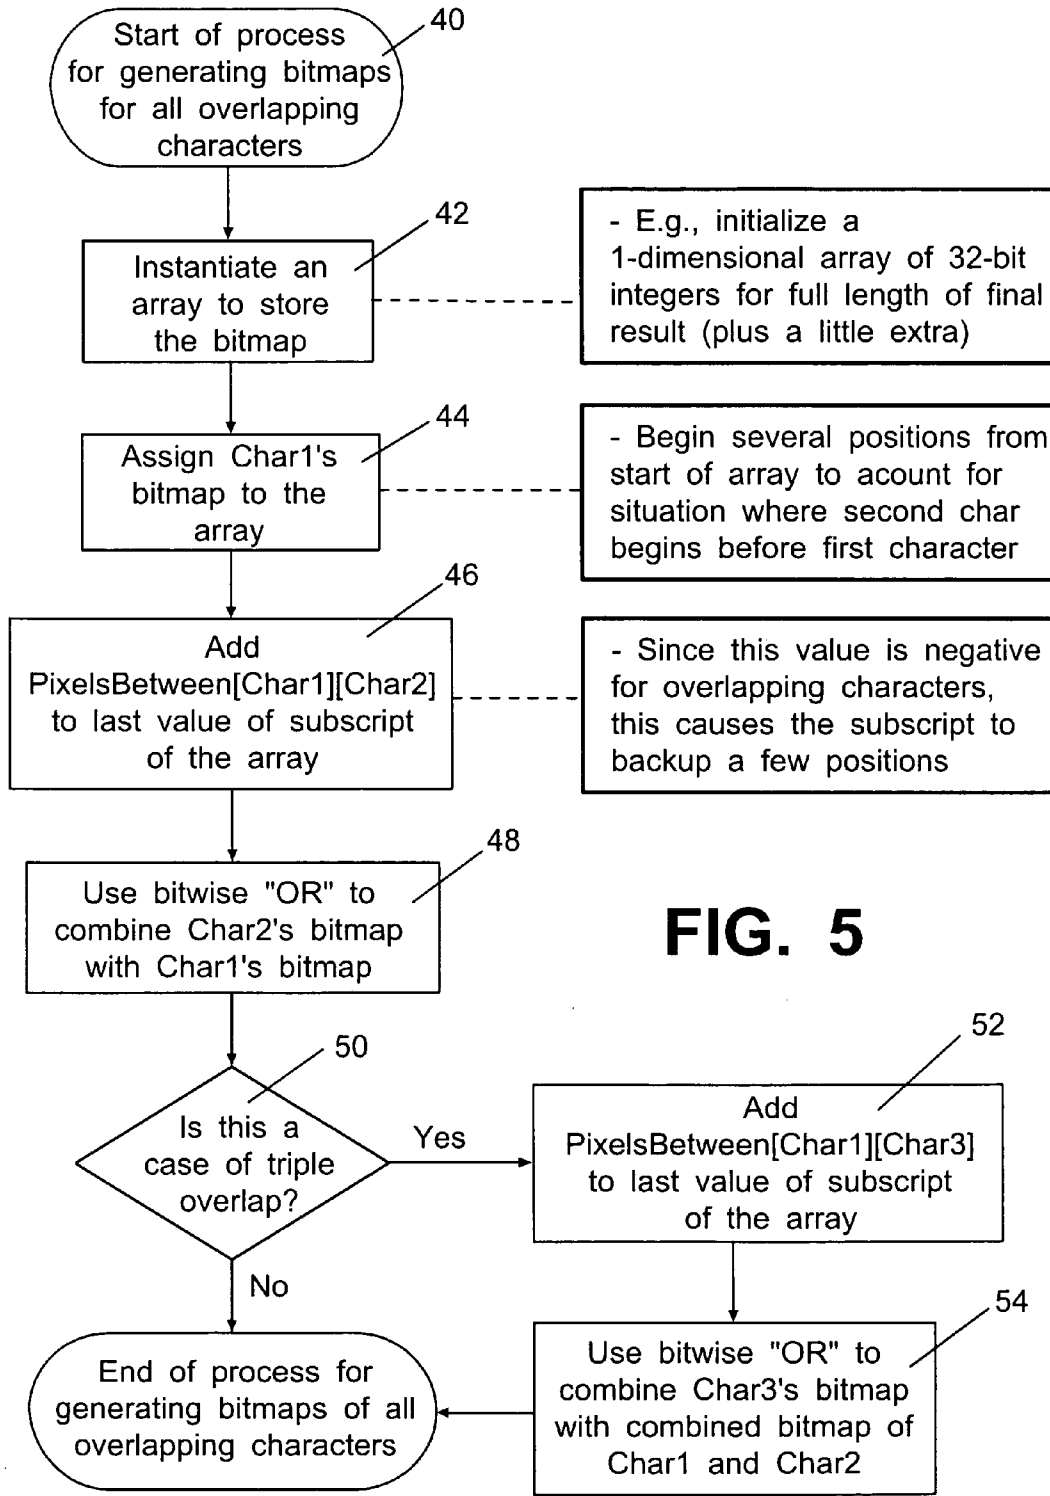 Start of process
for generating bitmaps
for all overlapping
characters
40
42
Instantiate an
array to store
the bitmap
- E.g., initialize a
1-dimensional array of 32-bit
integers for full length of final
result (plus a little extra)
44
Assign Char1's
bitmap to the
array
- Begin several positions from
start of array to acount for
situation where second char
begins before first character
46
Add
PixelsBetween[Char1][Char2]
to last value of subscript
of the array
- Since this value is negative
for overlapping characters,
this causes the subscript to
backup a few positions
48
Use bitwise "OR" to
combine Char2's bitmap
with Char1's bitmap
FIG. 5
50
Is this a
case of triple
overlap?
Yes
No
52
Add
PixelsBetween[Char1][Char3]
to last value of subscript
of the array
54
Use bitwise "OR" to
combine Char3's bitmap
with combined bitmap of
Char1 and Char2
End of process for
generating bitmaps of all
overlapping characters